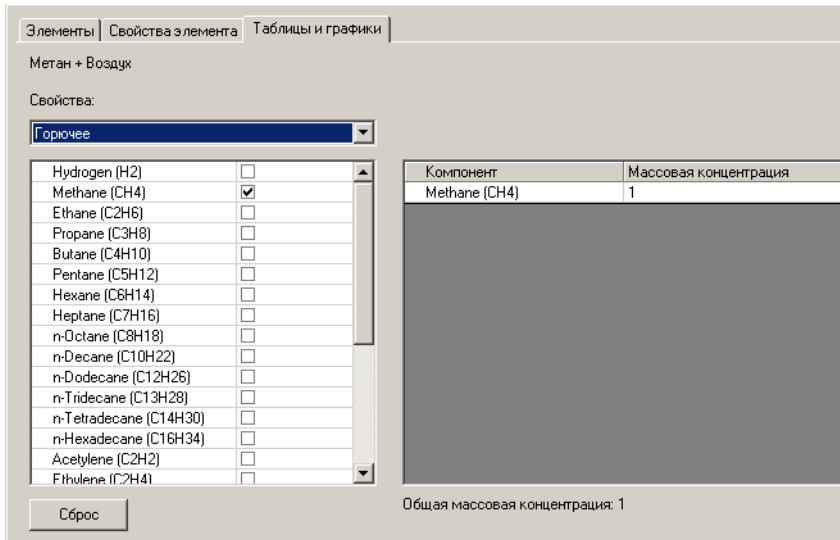 Элементы Свойства элемента Таблицы и графики
Метан + Воздух
Свойства:
Горючее
Hydrogen (H2)
Methane (CH4)
Ethane (C2H6)
Propane (C3H8)
Butane (C4H10)
Pentane (C5H12)
Hexane (C6H14)
Heptane (C7H16)
n-Octane (C8H18)
n-Decane (C10H22)
n-Dodecane (C12H26)
n-Tridecane (C13H28)
n-Tetradecane (C14H30)
n-Hexadecane (C16H34)
Acetylene (C2H2)
Ethylene (C2H4)
Сброс
Компонент Массовая концентрация
Methane (CH4) 1
Общая массовая концентрация: 1